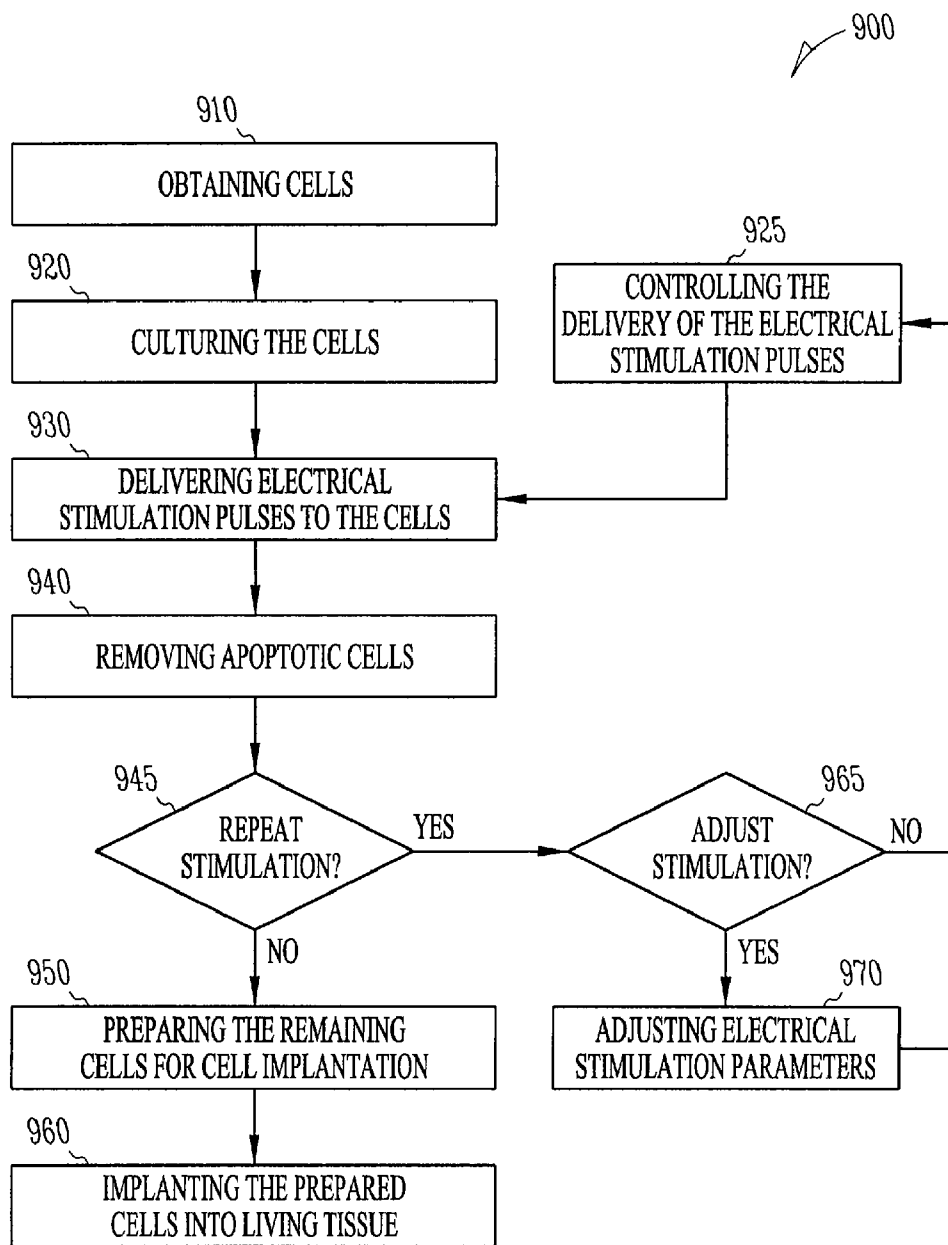 900
910
OBTAINING CELLS
920
CULTURING THE CELLS
925
CONTROLLING THE
DELIVERY OF THE ELECTRICAL
STIMULATION PULSES
930
DELIVERING ELECTRICAL
STIMULATION PULSES TO THE CELLS
940
REMOVING APOPTOTIC CELLS
945
REPEAT
STIMULATION?
YES
NO
965
ADJUST
STIMULATION?
NO
YES
950
PREPARING THE REMAINING
CELLS FOR CELL IMPLANTATION
970
ADJUSTING ELECTRICAL
STIMULATION PARAMETERS
960
IMPLANTING THE PREPARED
CELLS INTO LIVING TISSUE